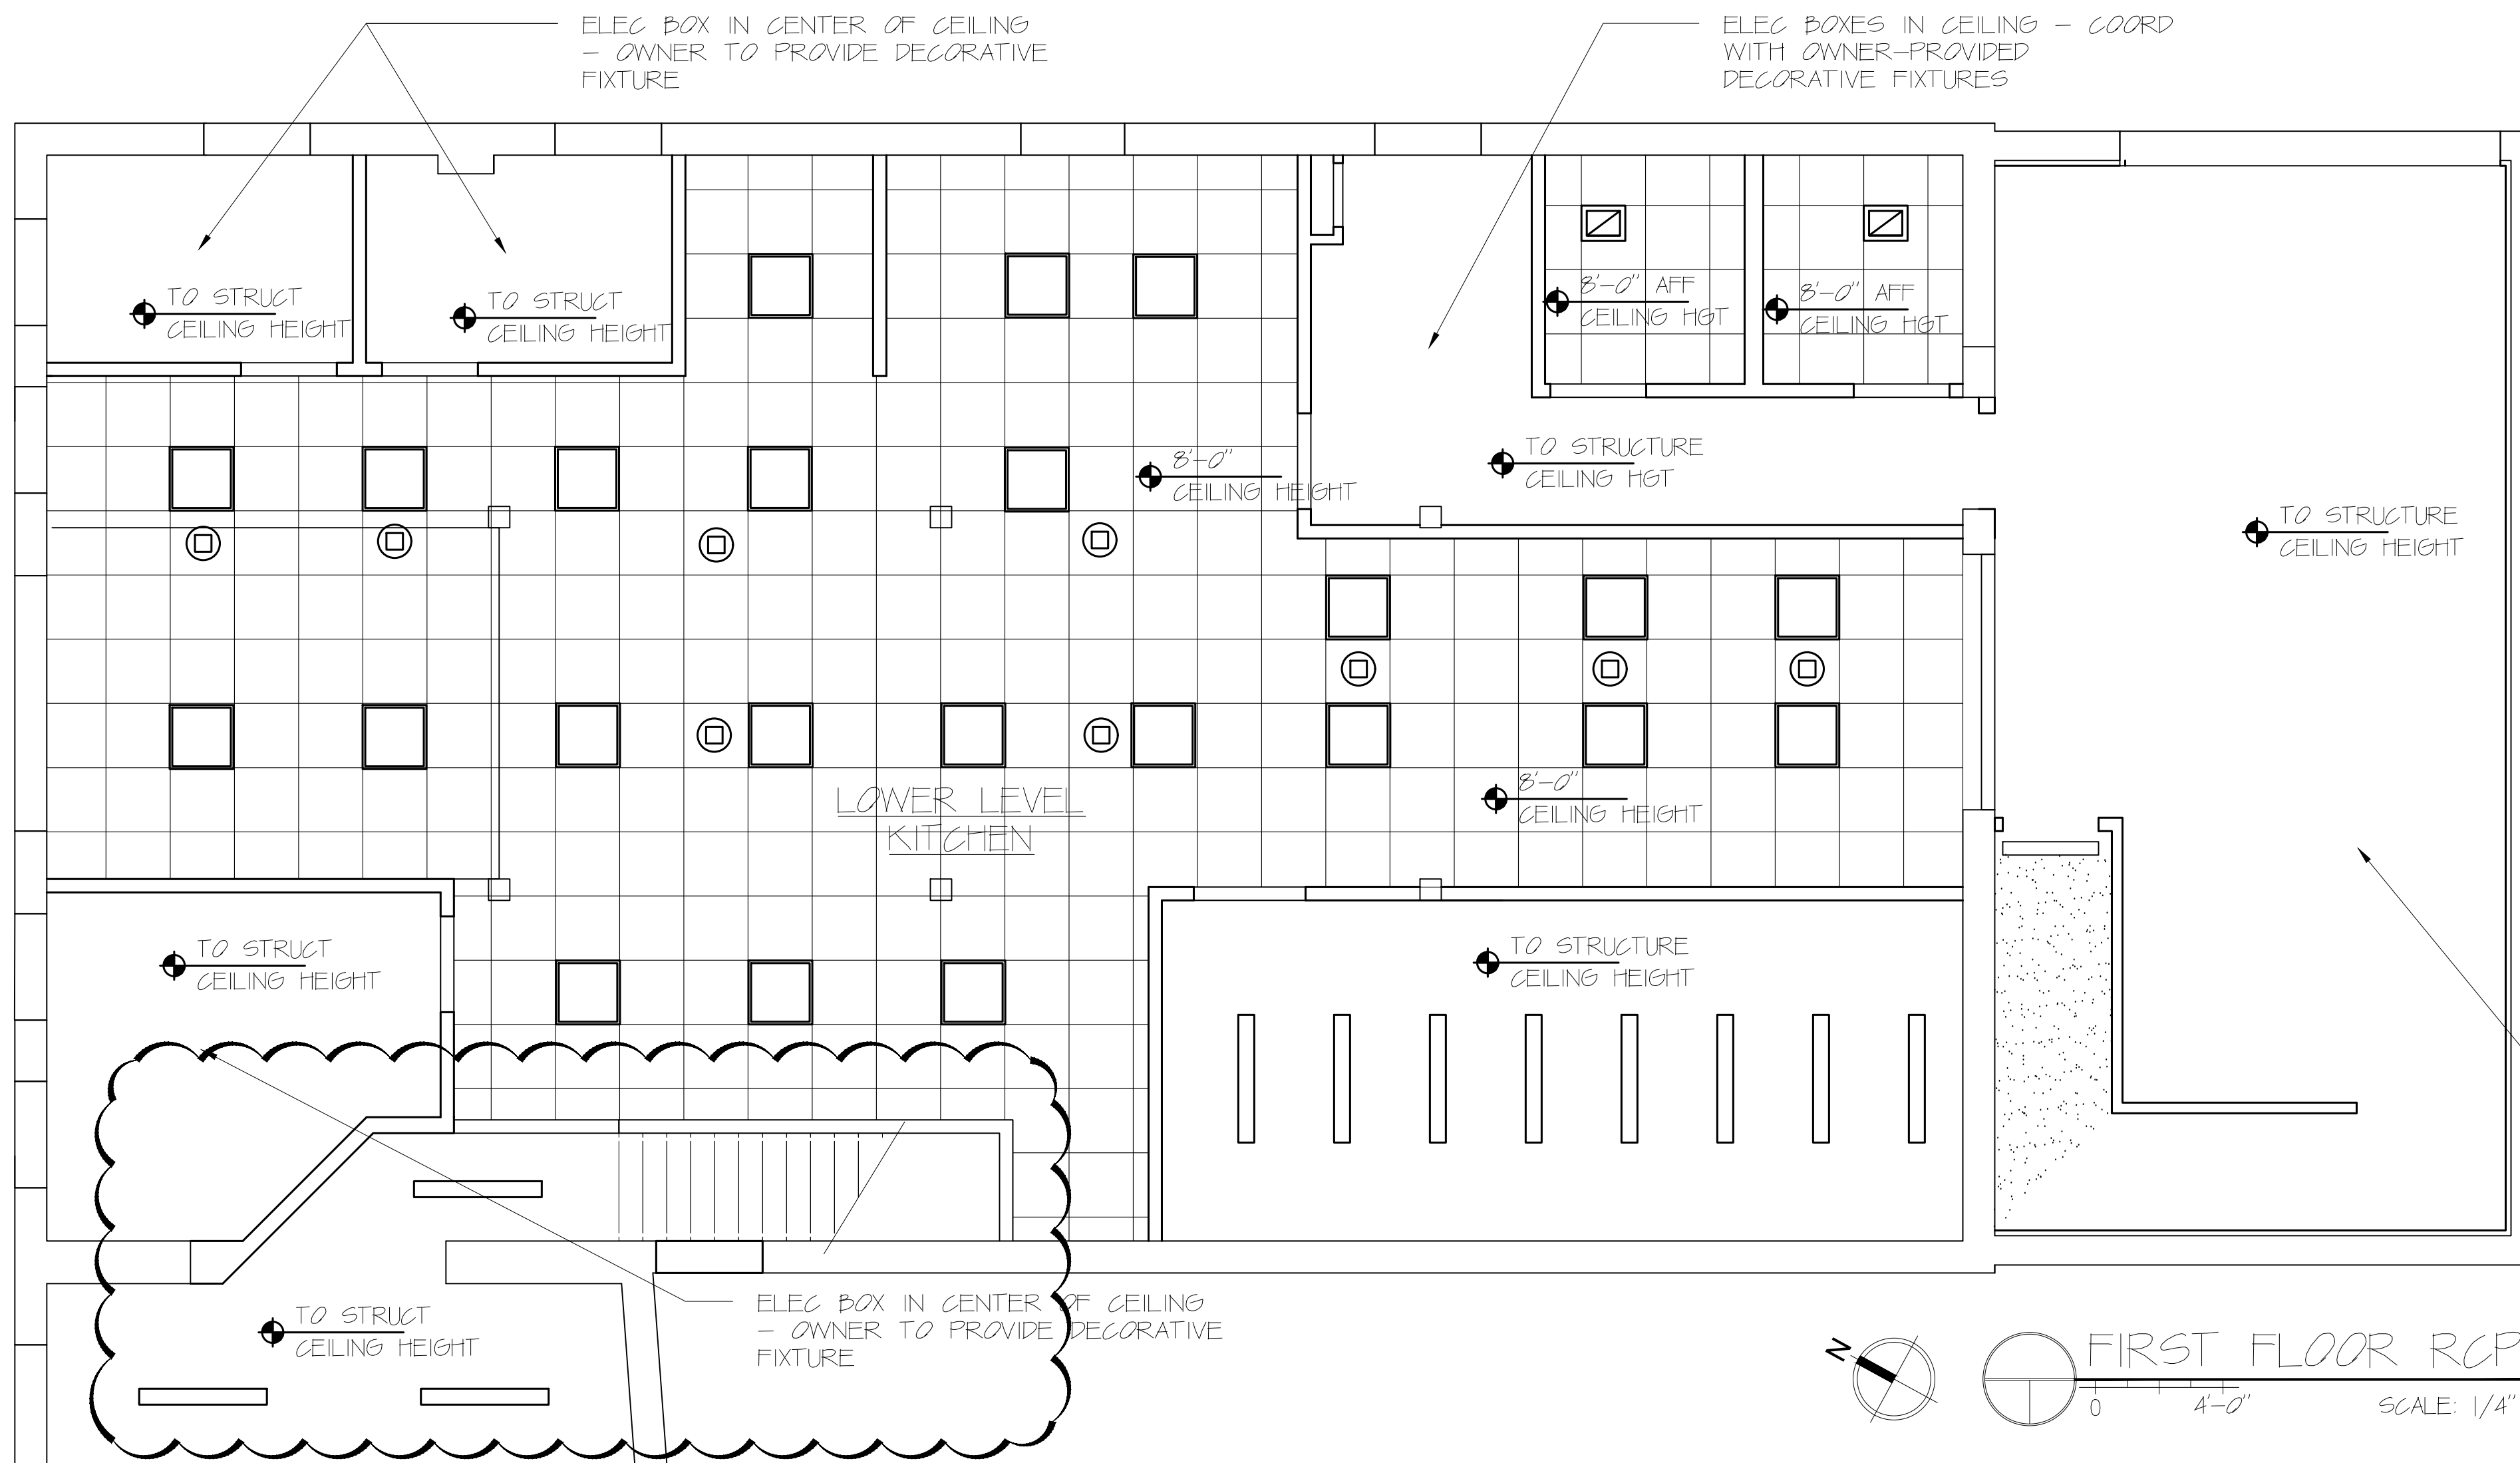 ELEC BOX IN CENTER OF CEILING
- OWNER TO PROVIDE DECORATIVE
FIXTURE
ELEC BOXES IN CEILING - COORD
WITH OWNER-PROVIDED
DECORATIVE FIXTURES
TO STRUCT
CEILING HEIGHT
TO STRUCT
CEILING HEIGHT
8'-0" AFF
CEILING HGT
8'-0" AFF
CEILING HGT
8'-0"
CEILING HEIGHT
TO STRUCTURE
CEILING HGT
TO STRUCTURE
CEILING HEIGHT
LOWER LEVEL
KITCHEN
8'-0"
CEILING HEIGHT
TO STRUCT
CEILING HEIGHT
TO STRUCTURE
CEILING HEIGHT
ELEC BOX IN CENTER OF CEILING
- OWNER TO PROVIDE DECORATIVE
FIXTURE
TO STRUCT
CEILING HEIGHT
N
FIRST FLOOR RCP
0 4'-0" SCALE: 1/4"